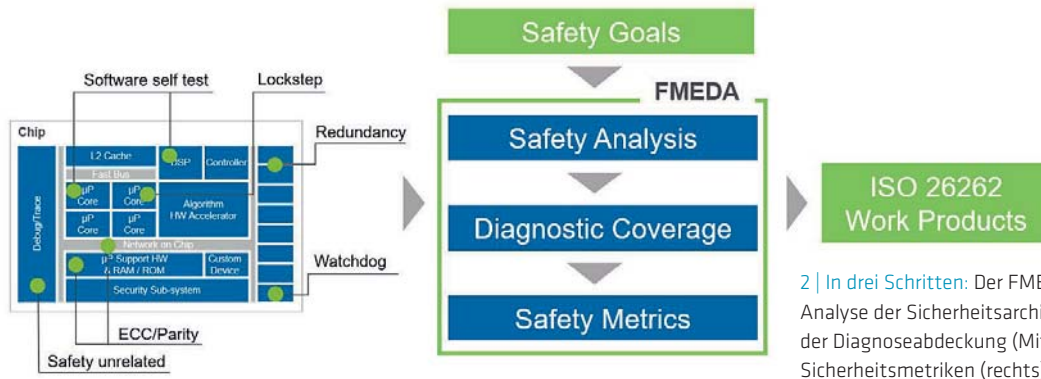 Safety Goals
Software self test
Lockstep
FMEDA
Chip
Redundancy
L2 Cache
DSP
Controller
Fast Bus
Safety Analysis
µP Core
µP Core
Algorithm
HW Accelerator
ISO 26262
Work Products
Debug/Trace
µP Core
µP Core
Diagnostic Coverage
Network on Chip
µP Support HW
& RAM / ROM
Custom
Device
Watchdog
Security Sub-system
Safety Metrics
ECC/Parity
Safety unrelated
2 | In drei Schritten: Der FME
Analyse der Sicherheitsarchi
der Diagnoseabdeckung (Mi
Sicherheitsmetriken (rechts